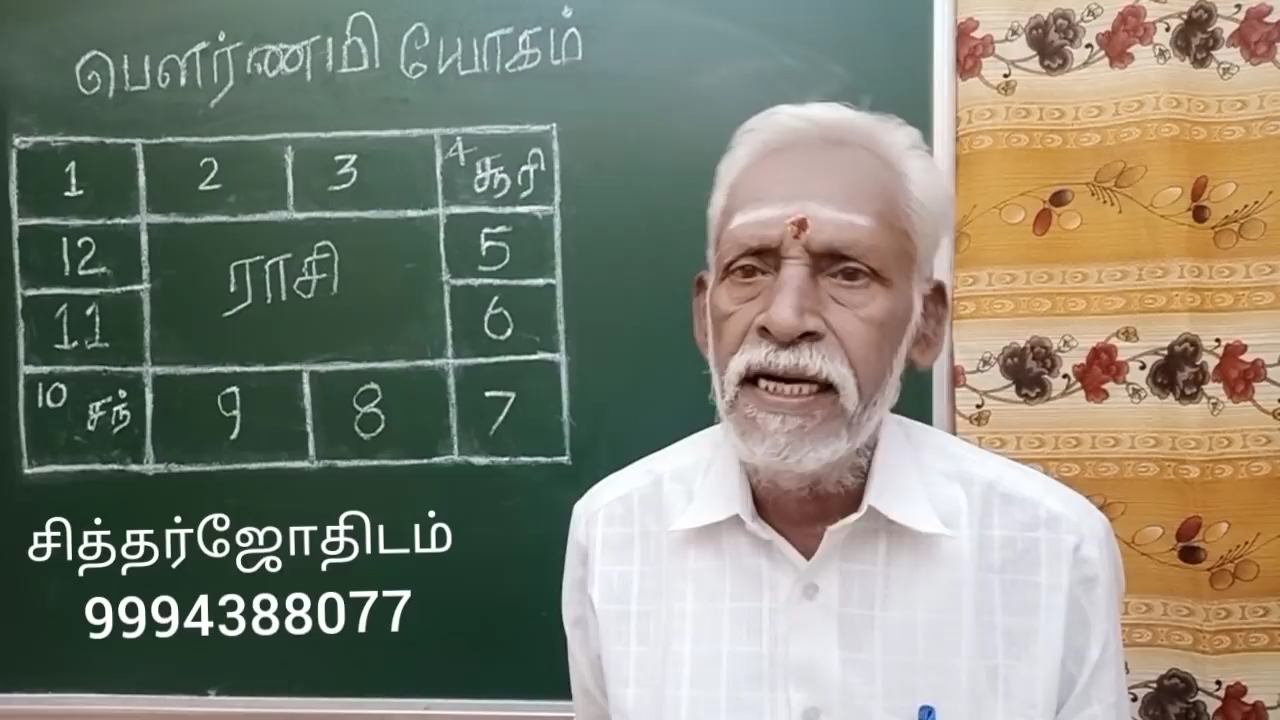 பௌர்ணமி யோகம்
1 2 3 4 சூரி
12 5
ராசி
11 6
10 சந் 9 8 7
சித்தர்ஜோதிடம்
9994388077